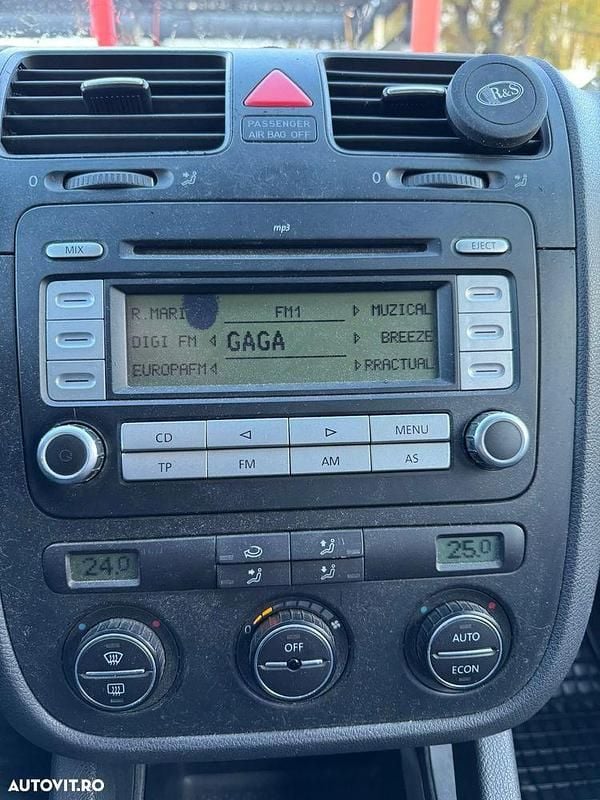 R&S
PASSENGER
AIR BAG OFF
0
0
mp3
MIX
EJECT
R.MARI FM1 MUZICAL
DIGI FM GAGA BREEZE
EUROPAFM RRACTUAL
CD MENU
TP FM AM AS
24.0 25.0
0 OFF AUTO
ECON
AUTOVIT.RO